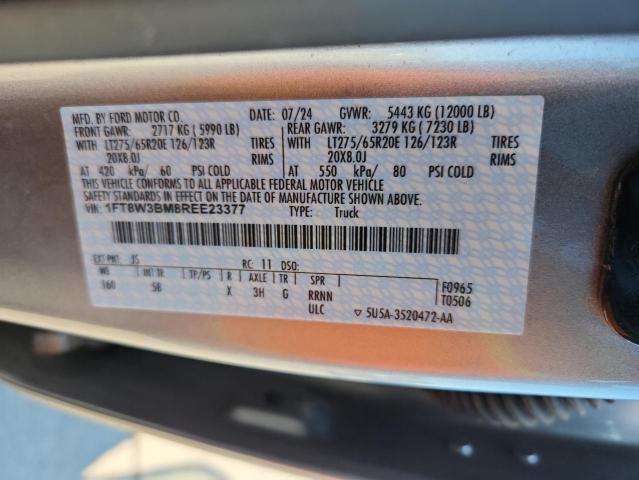 MFD. BY FORD MOTOR CO. DATE: 07/24 GVWR: 5443 KG (12000 LB)
FRONT GAWR: 2717 KG ( 5990 LB) REAR GAWR: 3279 KG ( 7230 LB)
WITH LT275/65R20E 126/123R TIRES WITH LT275/65R20E 126/123R TIRES
20X8.0J RIMS 20X8.0J RIMS
AT 420 kPa/ 60 PSI COLD AT 550 kPa/ 80 PSI COLD
THIS VEHICLE CONFORMS TO ALL APPLICABLE FEDERAL MOTOR VEHICLE
SAFETY STANDARDS IN EFFECT ON THE DATE OF MANUFACTURE SHOWN ABOVE.
VIN: 1FT8W3BM8REE23377 TYPE: Truck
EXT PNT: JS RC: 11 DSO:
WB INT TR TP/PS R AXLE TR SPR F0965
160 SB X 3H G RRNN T0506
ULC ▽ 5U5A-3520472-AA